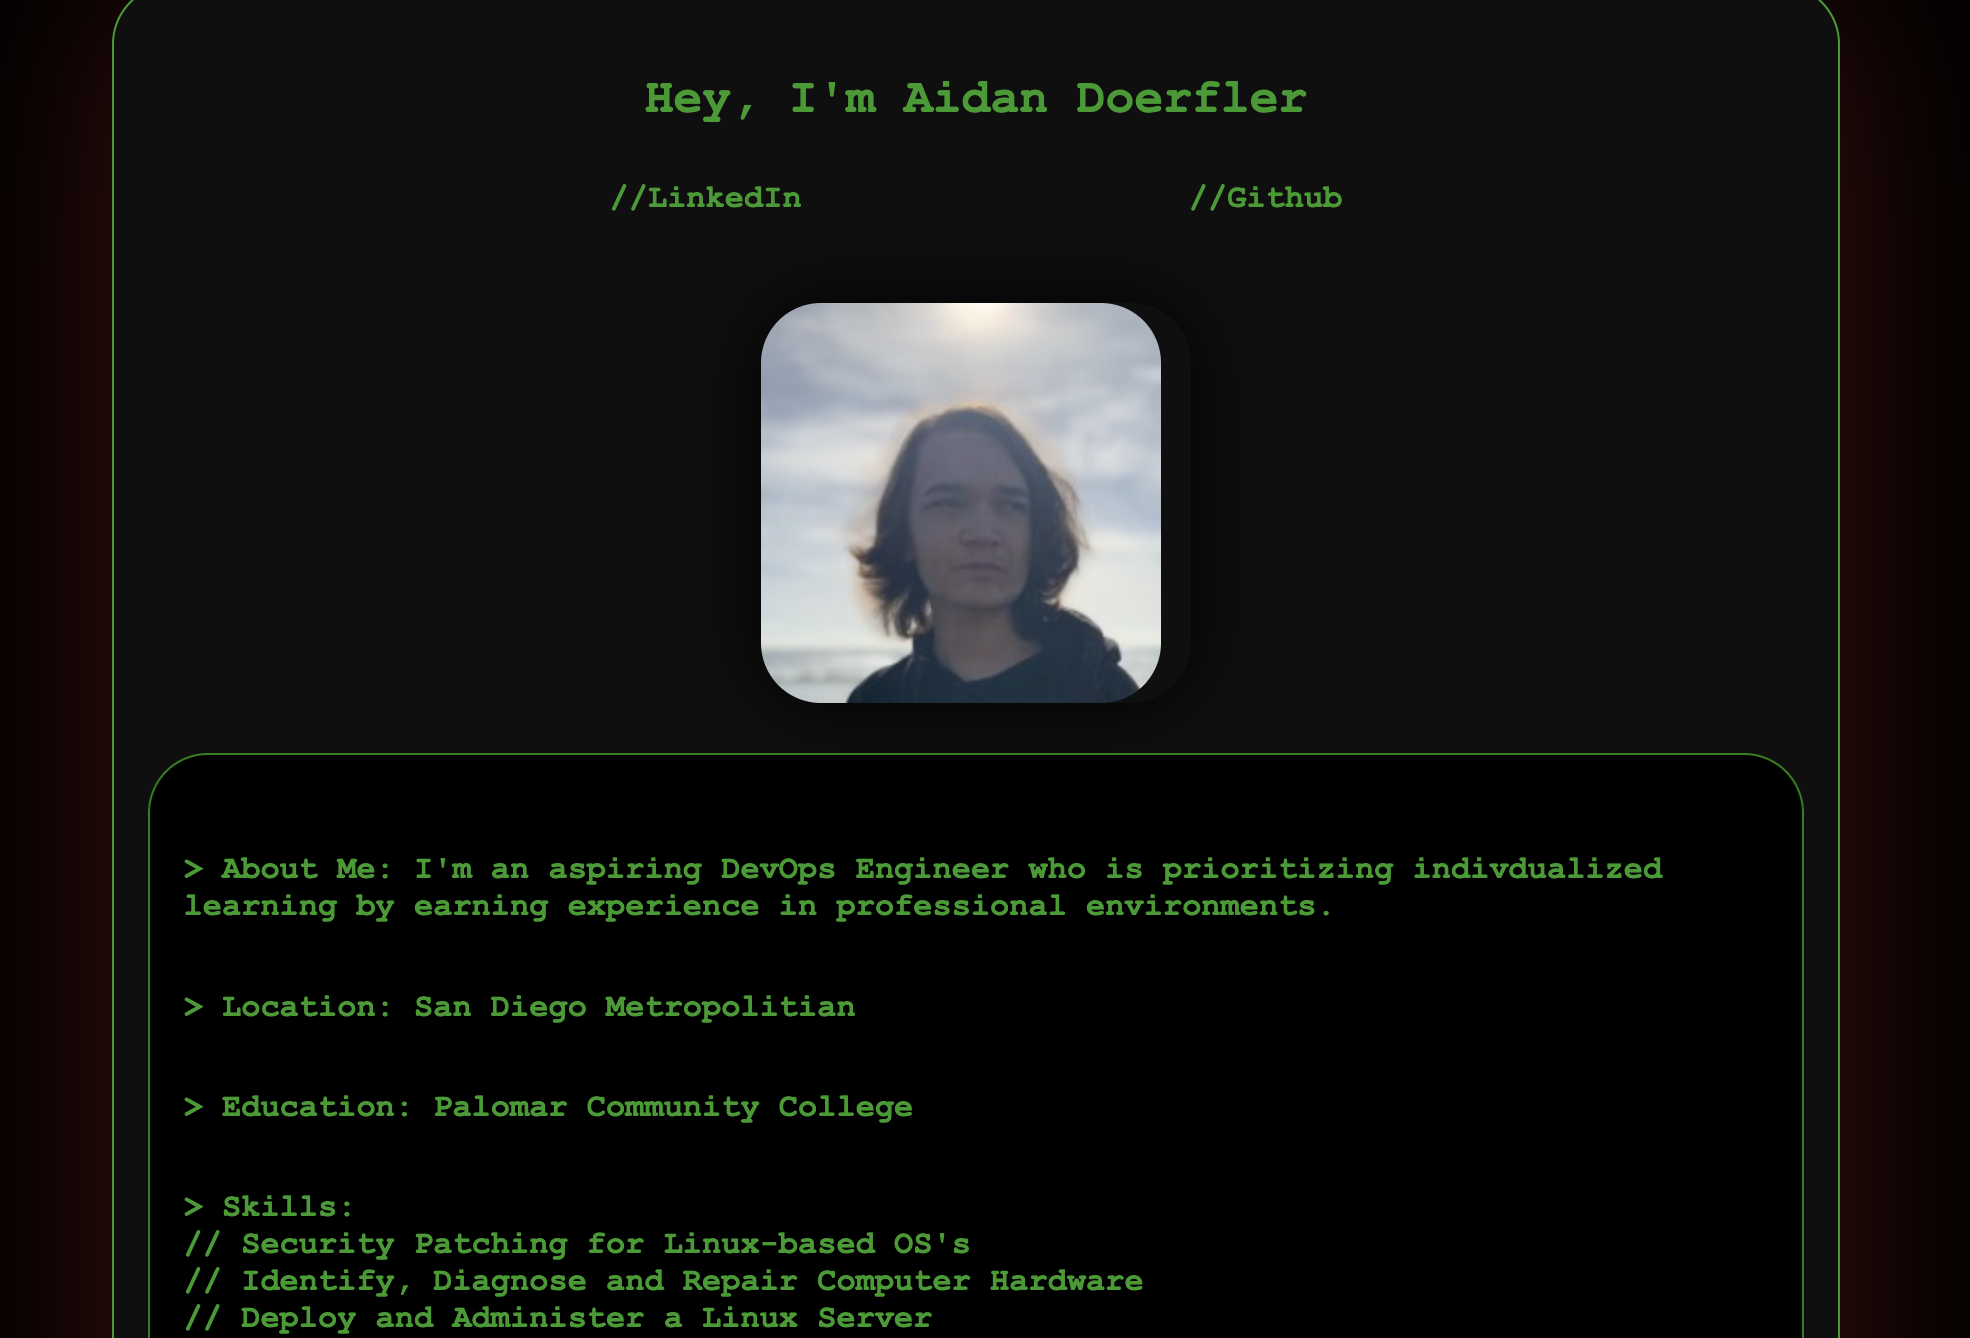 Hey, I'm Aidan Doerfler
//LinkedIn //Github
> About Me: I'm an aspiring DevOps Engineer who is prioritizing indivdualized
learning by earning experience in professional environments.
> Location: San Diego Metropolitian
> Education: Palomar Community College
> Skills:
// Security Patching for Linux-based OS's
// Identify, Diagnose and Repair Computer Hardware
// Deploy and Administer a Linux Server